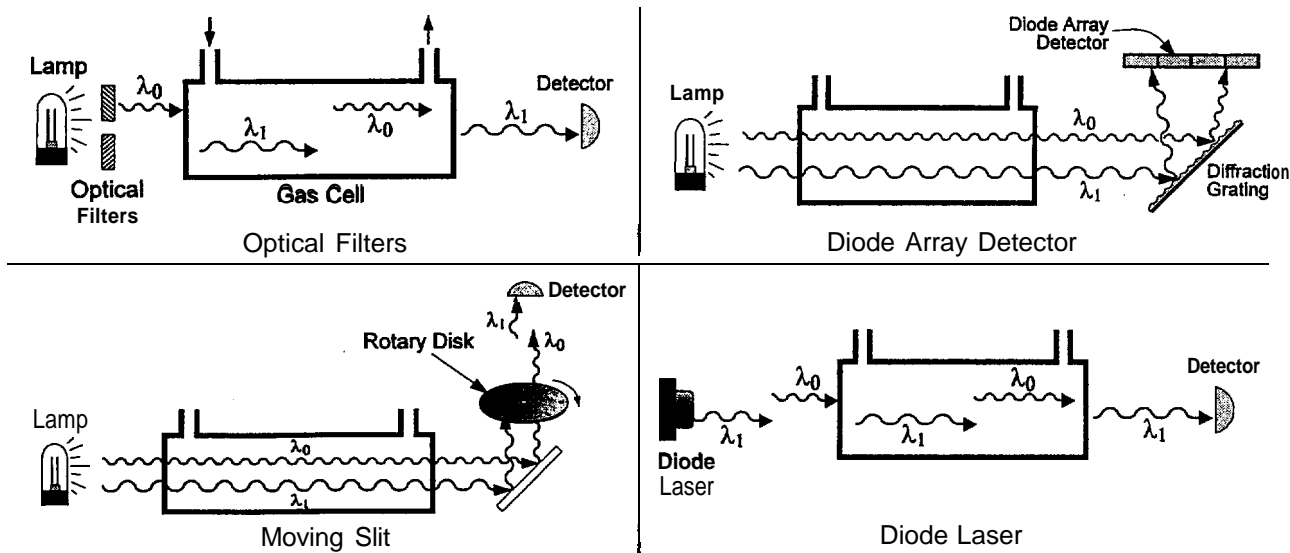 Lamp
λ0
λ1
λ0
λ1
Detector
Optical
Filters
Gas Cell
Optical Filters
Diode Array
Detector
Lamp
λ0
λ1
Diffraction
Grating
Diode Array Detector
Detector
λ1
λ0
Rotary Disk
Lamp
λ0
λ1
Moving Slit
Detector
λ0
λ0
λ1
λ1
λ1
Diode
Laser
Diode Laser